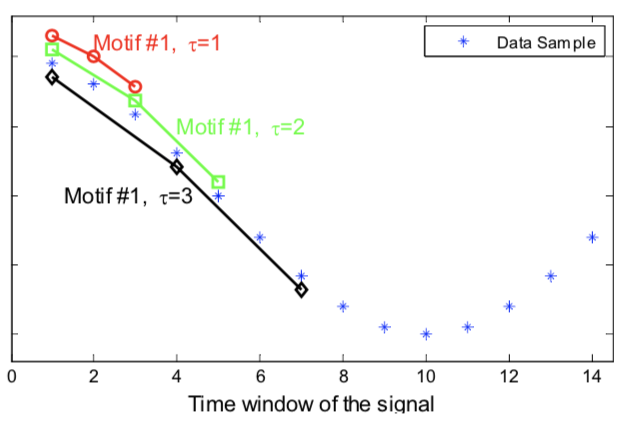 Motif #1, τ=1
Data Sample
Motif #1, τ=2
Motif #1, τ=3
0 2 4 6 8 10 12 14
Time window of the signal